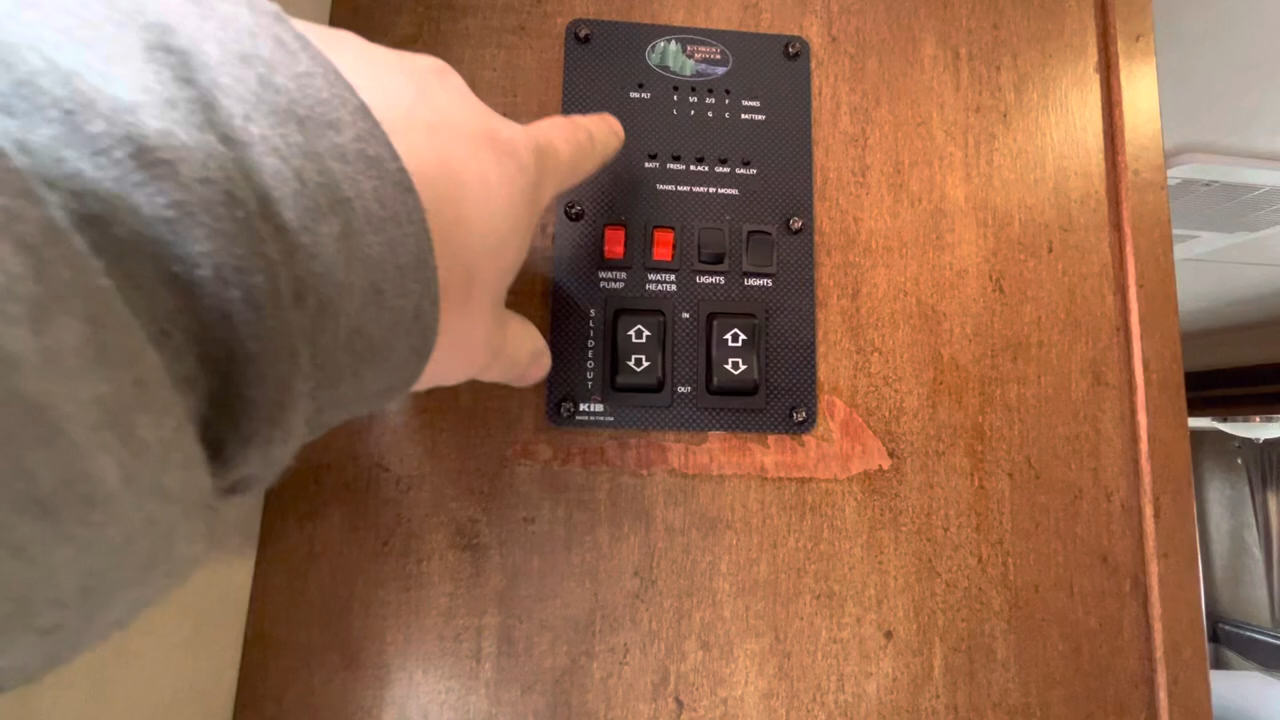 FOREST
RIVER
DSI FLT E 1/3 2/3 F TANKS
L F G C BATTERY
BATT FRESH BLACK GRAY GALLEY
TANKS MAY VARY BY MODEL
WATER PUMP
WATER HEATER
LIGHTS
LIGHTS
SLIDEOUT
IN
OUT
KIB
MADE IN THE USA